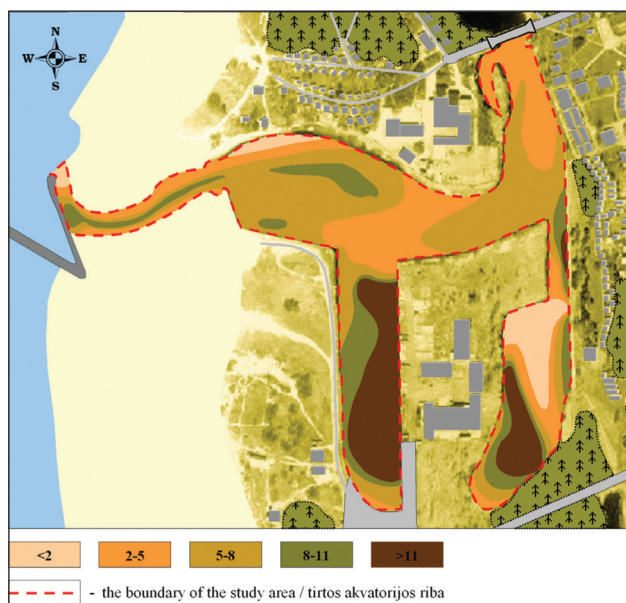 N
W E
S
<2 2-5 5-8 8-11 >11
- the boundary of the study area / tirtos akvatorijos riba